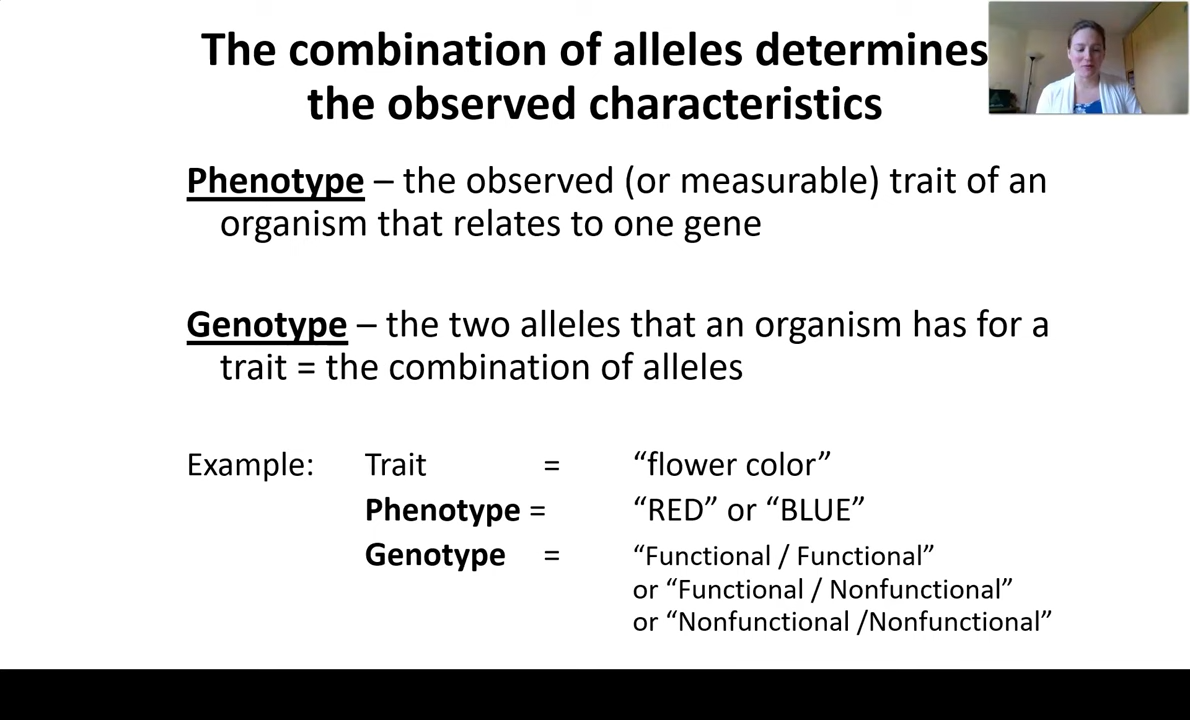 The combination of alleles determines
the observed characteristics
Phenotype – the observed (or measurable) trait of an
organism that relates to one gene
Genotype – the two alleles that an organism has for a
trait = the combination of alleles
Example: Trait = “flower color”
Phenotype = “RED” or “BLUE”
Genotype = “Functional / Functional”
or “Functional / Nonfunctional”
or “Nonfunctional /Nonfunctional”